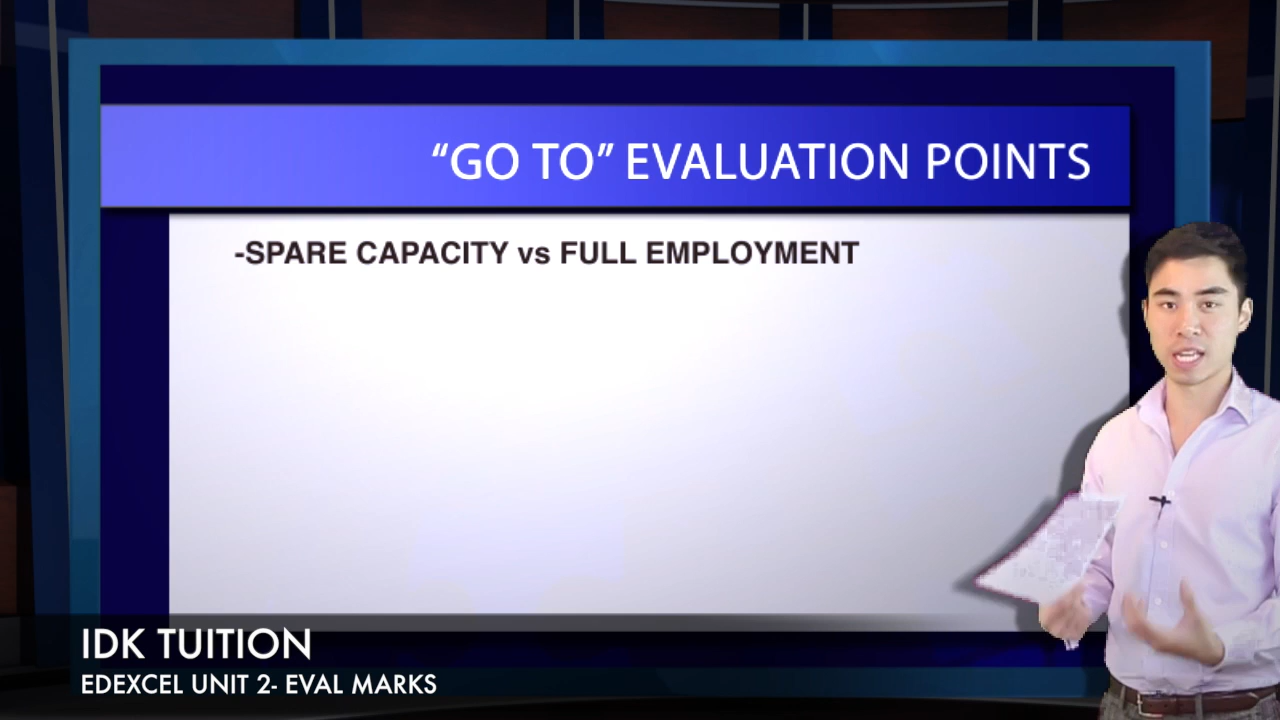 “GO TO” EVALUATION POINTS
-SPARE CAPACITY vs FULL EMPLOYMENT
IDK TUITION
EDEXCEL UNIT 2- EVAL MARKS